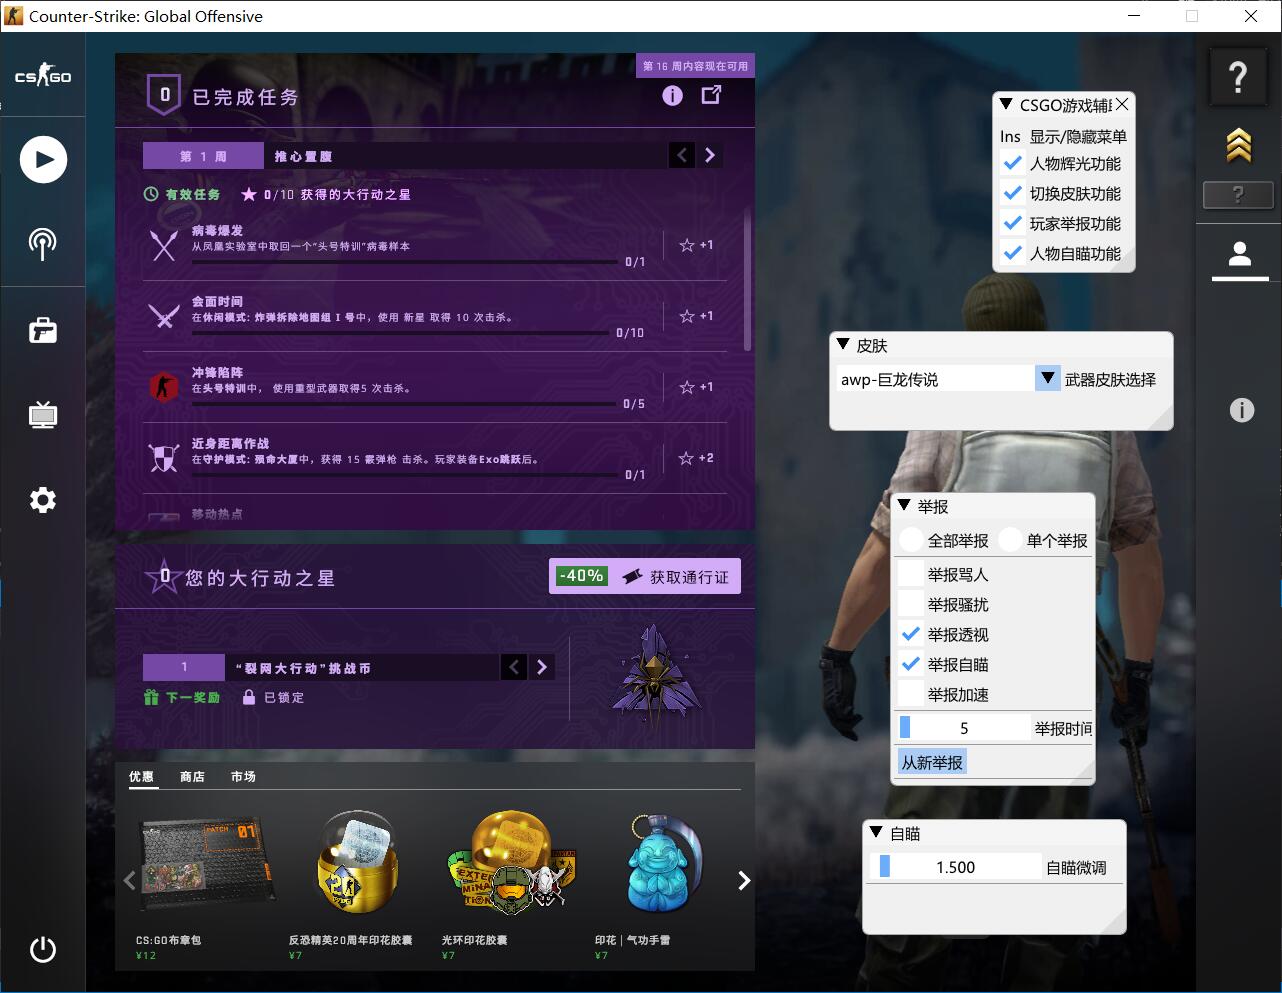 Counter-Strike: Global Offensive
CS GO
第 16 周内容现在可用
0 已完成任务
第 1 周 推心置腹
有效任务 0/10 获得的大行动之星
病毒爆发
从凤凰实验室中取回一个“头号特训”病毒样本
0/1
+1
会面时间
在休闲模式: 炸弹拆除地图组 I 号中，使用 新星 取得 10 次击杀。
0/10
+1
冲锋陷阵
在头号特训中， 使用重型武器取得5 次击杀。
0/5
+1
近身距离作战
在守护模式: 殒命大厦中，获得 15 霰弹枪 击杀。玩家装备Exo跳跃后。
0/1
+2
移动热点
0 您的大行动之星
-40% 获取通行证
1 “裂网大行动”挑战币
下一奖励 已锁定
优惠 商店 市场
PATCH 01
CS:GO布章包
¥12
反恐精英20周年印花胶囊
¥7
光环印花胶囊
¥7
印花 | 气功手雷
¥7
CSGO游戏辅
Ins 显示/隐藏菜单
人物辉光功能
切换皮肤功能
玩家举报功能
人物自瞄功能
皮肤
awp-巨龙传说 武器皮肤选择
举报
全部举报 单个举报
举报骂人
举报骚扰
举报透视
举报自瞄
举报加速
5 举报时间
从新举报
自瞄
1.500 自瞄微调